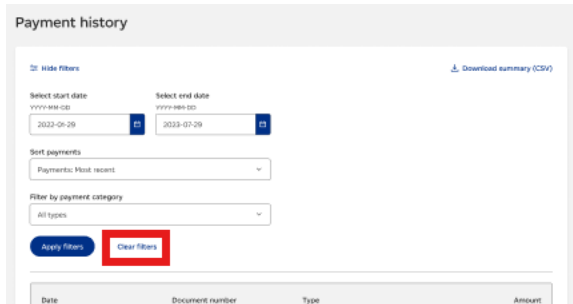 Payment history
Hide filters
Download summary (CSV)
Select start date
Select end date
YYYY-MM-DD
YYYY-MM-DD
2022-01-29
2023-07-29
Sort payments
Payments: Most recent
Filter by payment category
All types
Apply filters
Clear filters
Date
Document number
Type
Amount